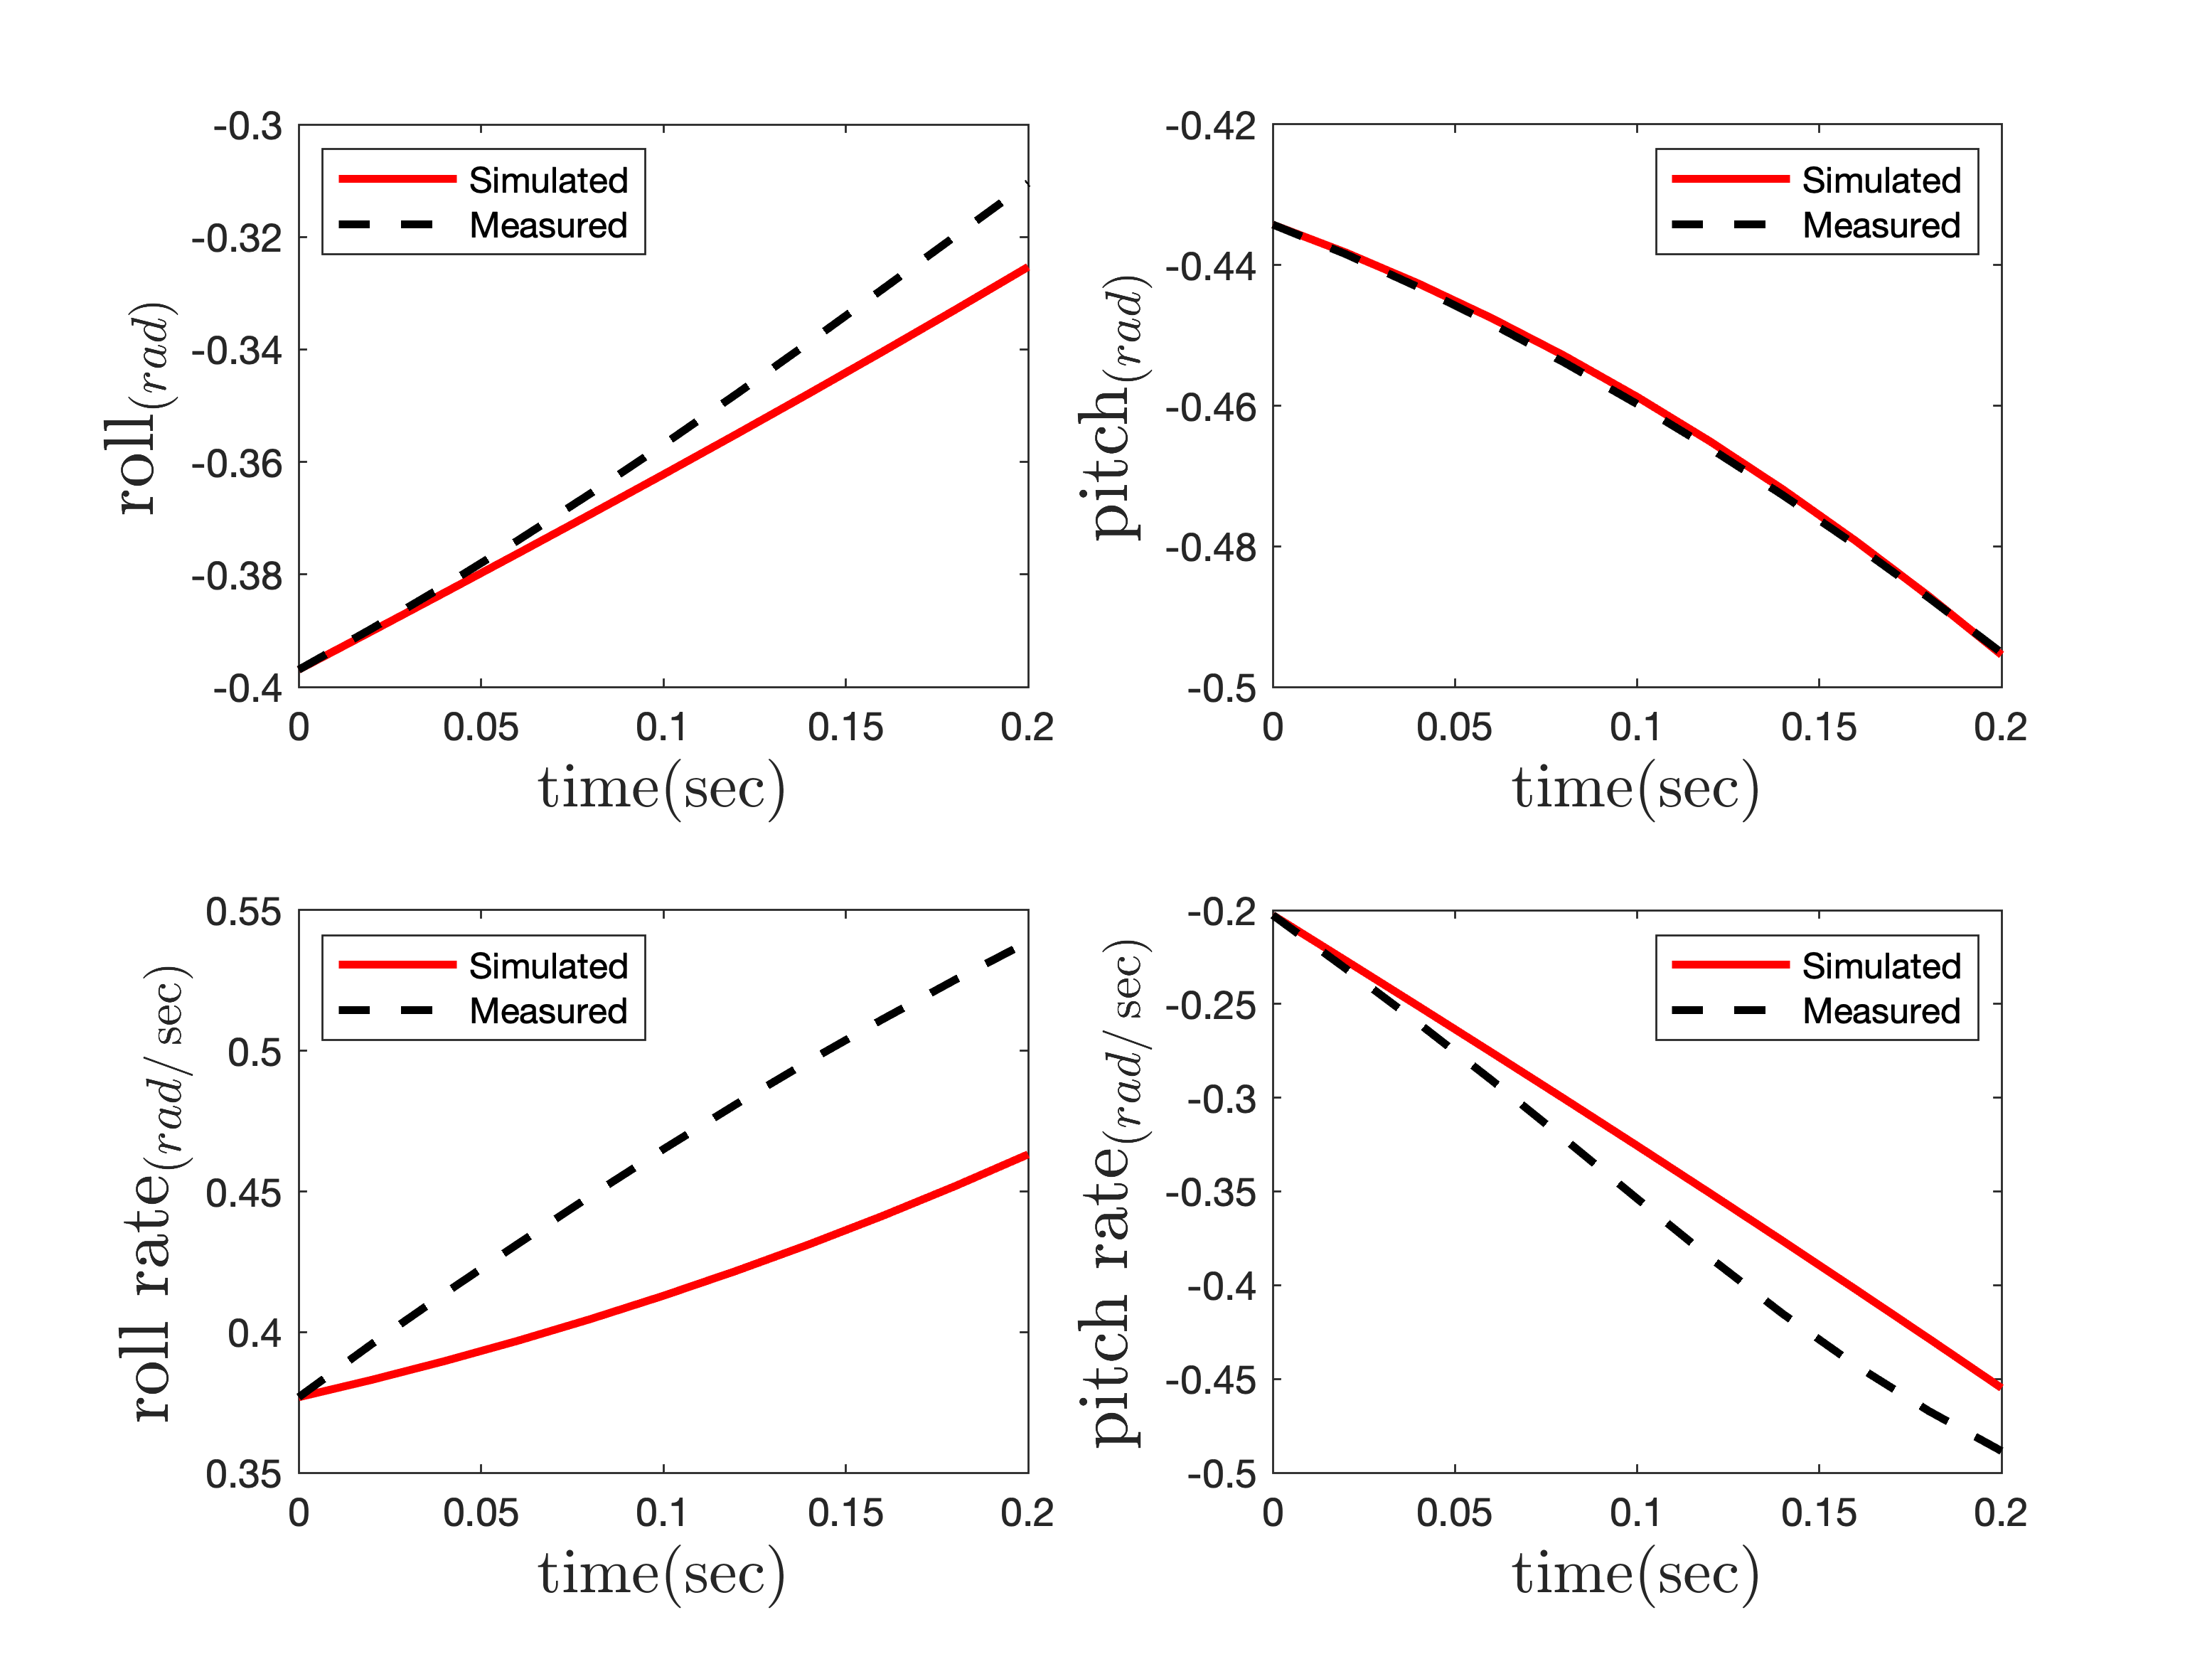 -0.3
-0.32
-0.34
-0.36
-0.38
-0.4
roll(rad)
Simulated
Measured
0 0.05 0.1 0.15 0.2
time(sec)
-0.42
-0.44
-0.46
-0.48
-0.5
pitch(rad)
Simulated
Measured
0 0.05 0.1 0.15 0.2
time(sec)
0.55
0.5
0.45
0.4
0.35
roll rate(rad/ sec)
Simulated
Measured
0 0.05 0.1 0.15 0.2
time(sec)
-0.2
-0.25
-0.3
-0.35
-0.4
-0.45
-0.5
pitch rate(rad/ sec)
Simulated
Measured
0 0.05 0.1 0.15 0.2
time(sec)